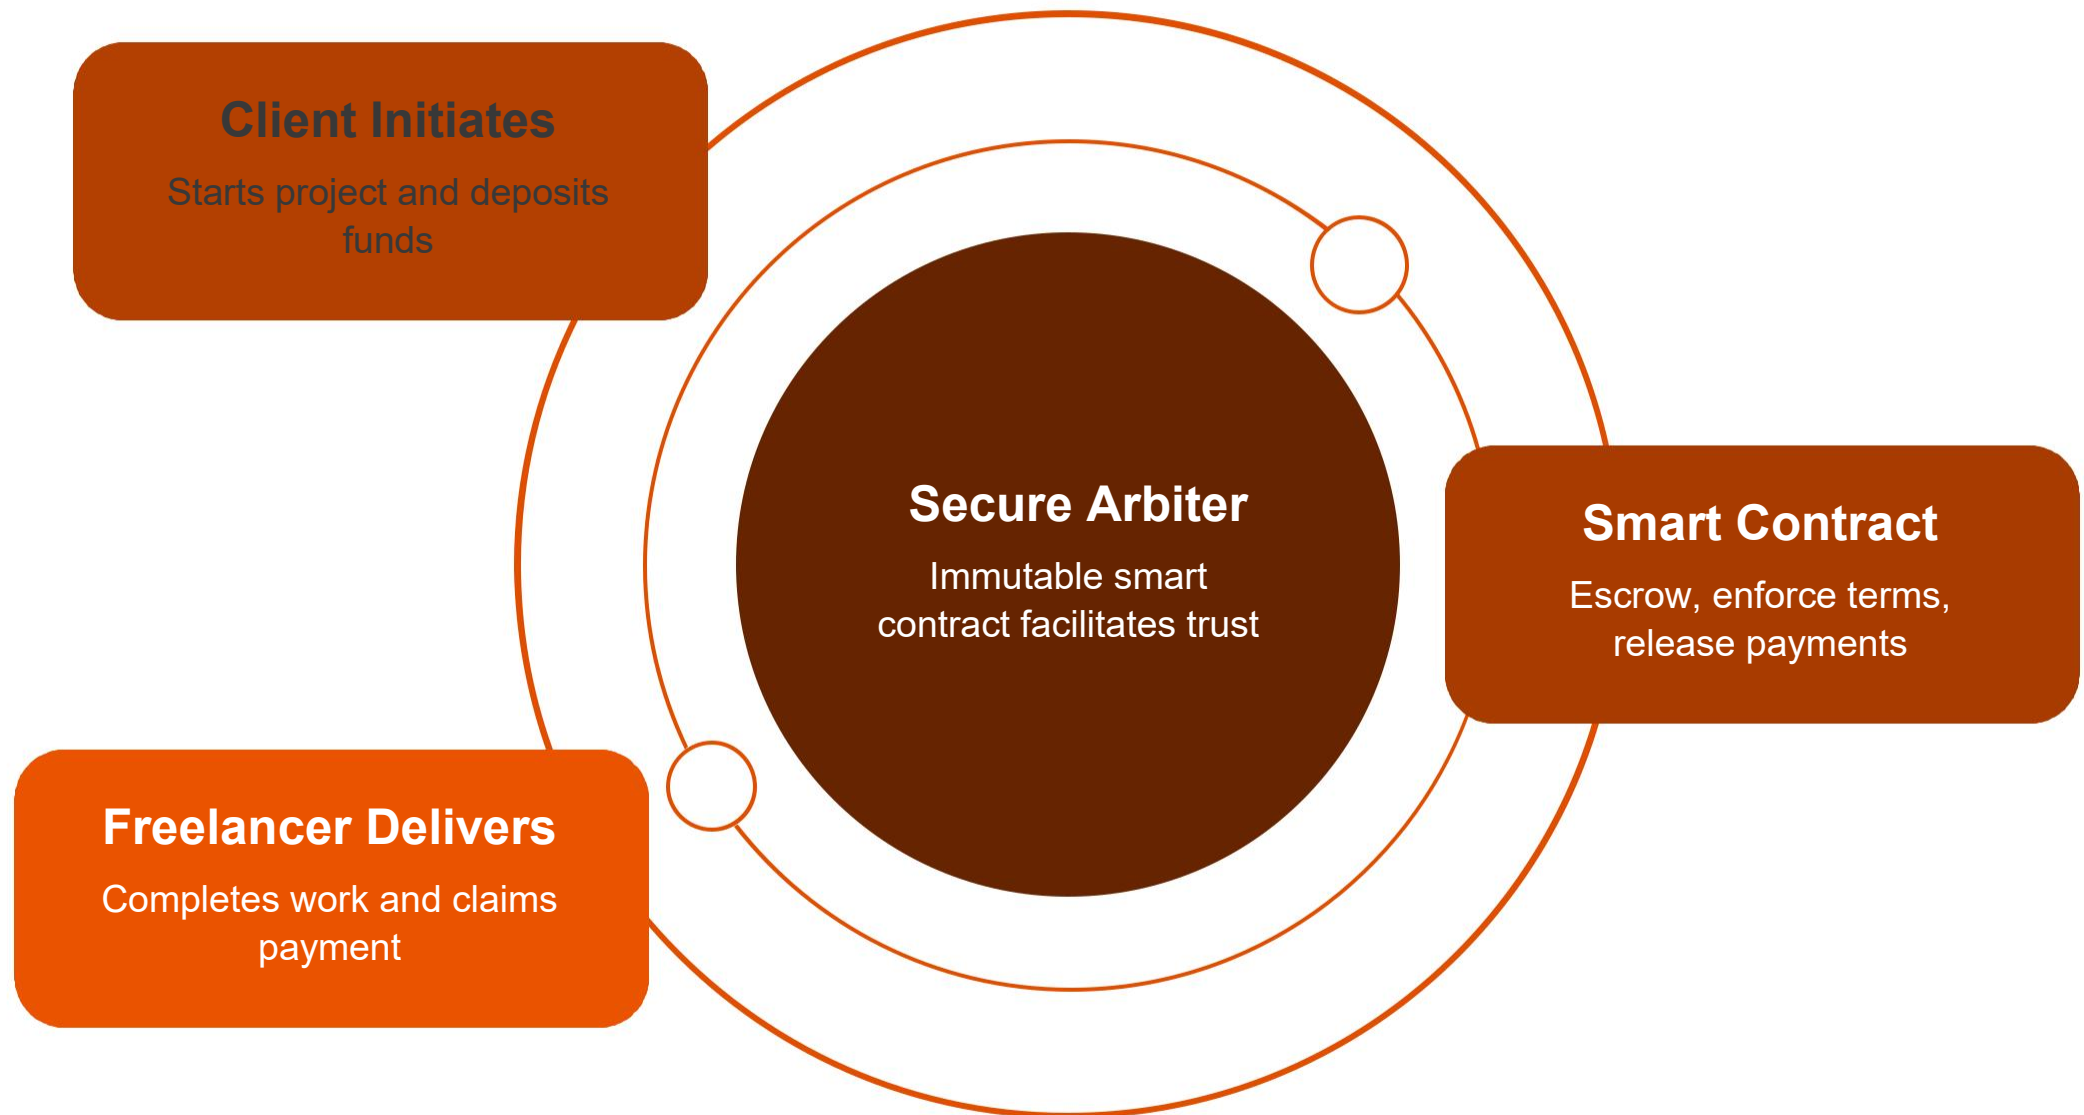 Client Initiates
Starts project and deposits
funds
Secure Arbiter
Immutable smart
contract facilitates trust
Smart Contract
Escrow, enforce terms,
release payments
Freelancer Delivers
Completes work and claims
payment